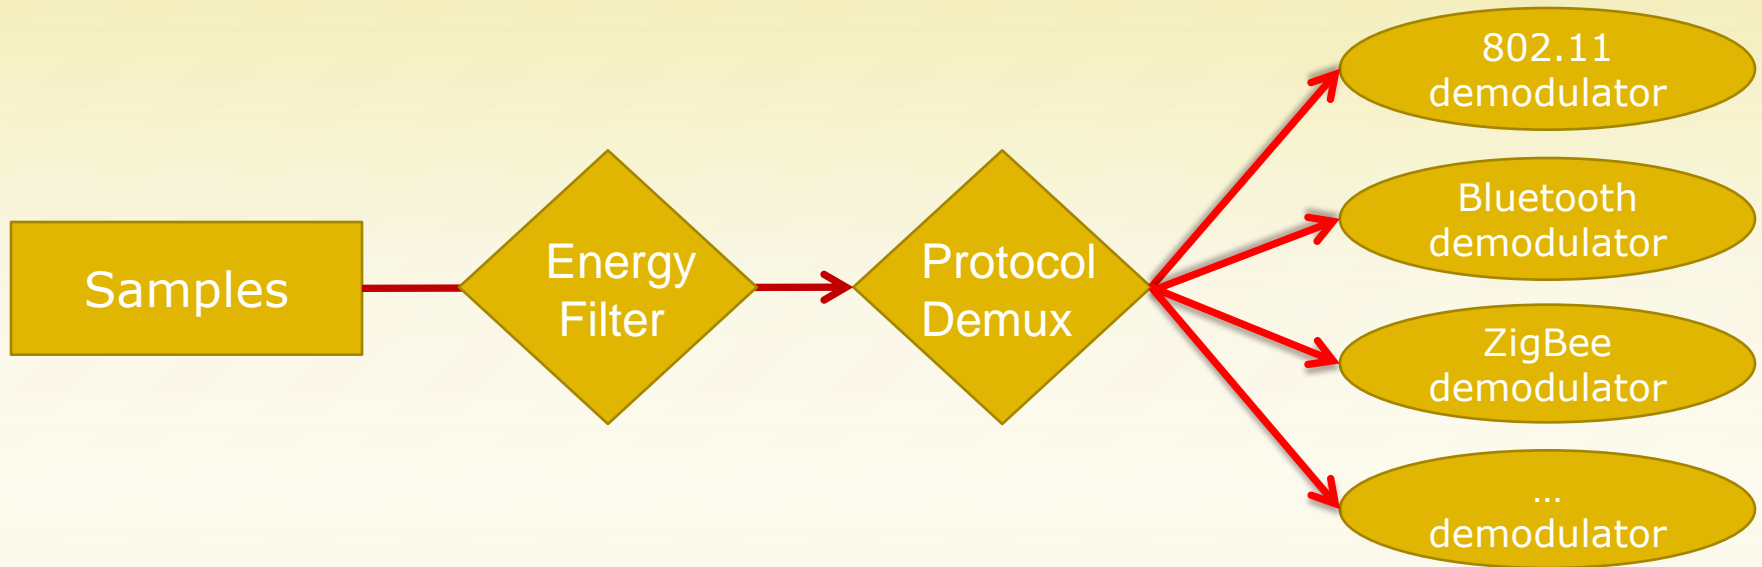 Samples
Energy
Filter
Protocol
Demux
802.11
demodulator
Bluetooth
demodulator
ZigBee
demodulator
...
demodulator